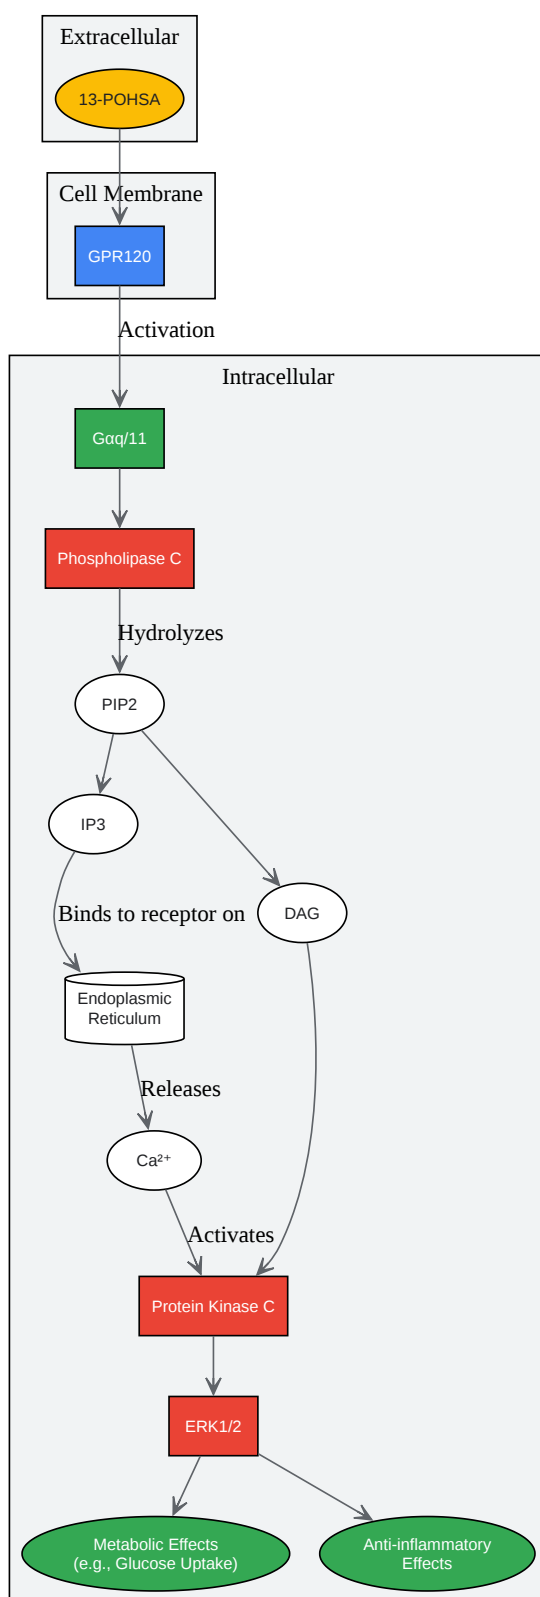 Extracellular
13-POHSA
Cell Membrane
GPR120
Activation
Intracellular
Gαq/11
Phospholipase C
Hydrolyzes
PIP2
IP3
Binds to receptor on
DAG
Endoplasmic
Reticulum
Releases
Ca²⁺
Activates
Protein Kinase C
ERK1/2
Metabolic Effects
(e.g., Glucose Uptake)
Anti-inflammatory
Effects